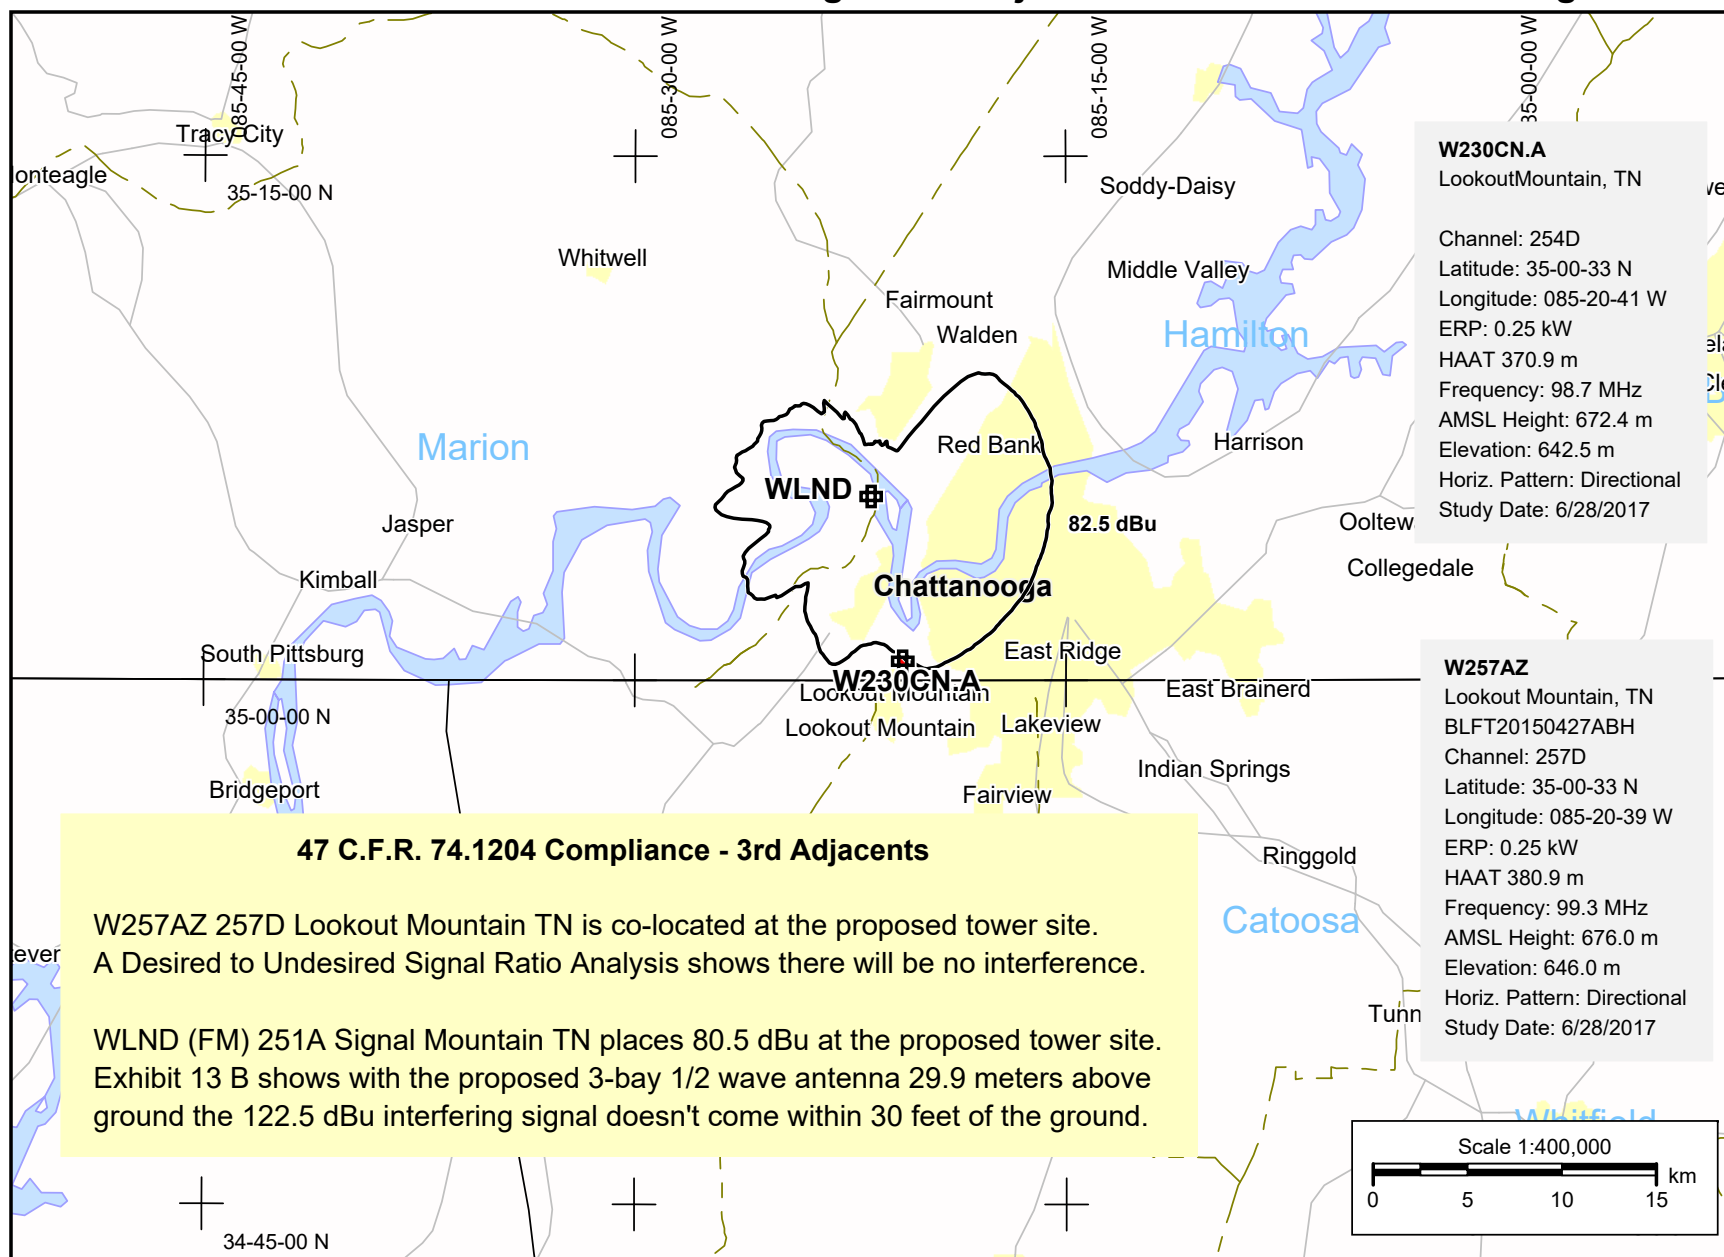 085-45-00 W
085-30-00 W
085-15-00 W
Tracy City
35-15-00 N
Soddy-Daisy
Whitwell
Middle Valley
Fairmount
Walden
Hamilton
Marion
Red Bank
Harrison
WLND
82.5 dBu
Jasper
Kimball
Collegedale
Chattanooga
South Pittsburg
East Ridge
W230CN.A
Lookout Mountain
East Brainerd
35-00-00 N
Lookout Mountain
Lakeview
Indian Springs
Bridgeport
Fairview
Ringgold
Catoosa
Whitfield
34-45-00 N
W230CN.A
LookoutMountain, TN
Channel: 254D
Latitude: 35-00-33 N
Longitude: 085-20-41 W
ERP: 0.25 kW
HAAT 370.9 m
Frequency: 98.7 MHz
AMSL Height: 672.4 m
Elevation: 642.5 m
Horiz. Pattern: Directional
Study Date: 6/28/2017
W257AZ
Lookout Mountain, TN
BLFT20150427ABH
Channel: 257D
Latitude: 35-00-33 N
Longitude: 085-20-39 W
ERP: 0.25 kW
HAAT 380.9 m
Frequency: 99.3 MHz
AMSL Height: 676.0 m
Elevation: 646.0 m
Horiz. Pattern: Directional
Study Date: 6/28/2017
47 C.F.R. 74.1204 Compliance - 3rd Adjacents
W257AZ 257D Lookout Mountain TN is co-located at the proposed tower site.
A Desired to Undesired Signal Ratio Analysis shows there will be no interference.
WLND (FM) 251A Signal Mountain TN places 80.5 dBu at the proposed tower site.
Exhibit 13 B shows with the proposed 3-bay 1/2 wave antenna 29.9 meters above
ground the 122.5 dBu interfering signal doesn't come within 30 feet of the ground.
Scale 1:400,000
km
0 5 10 15